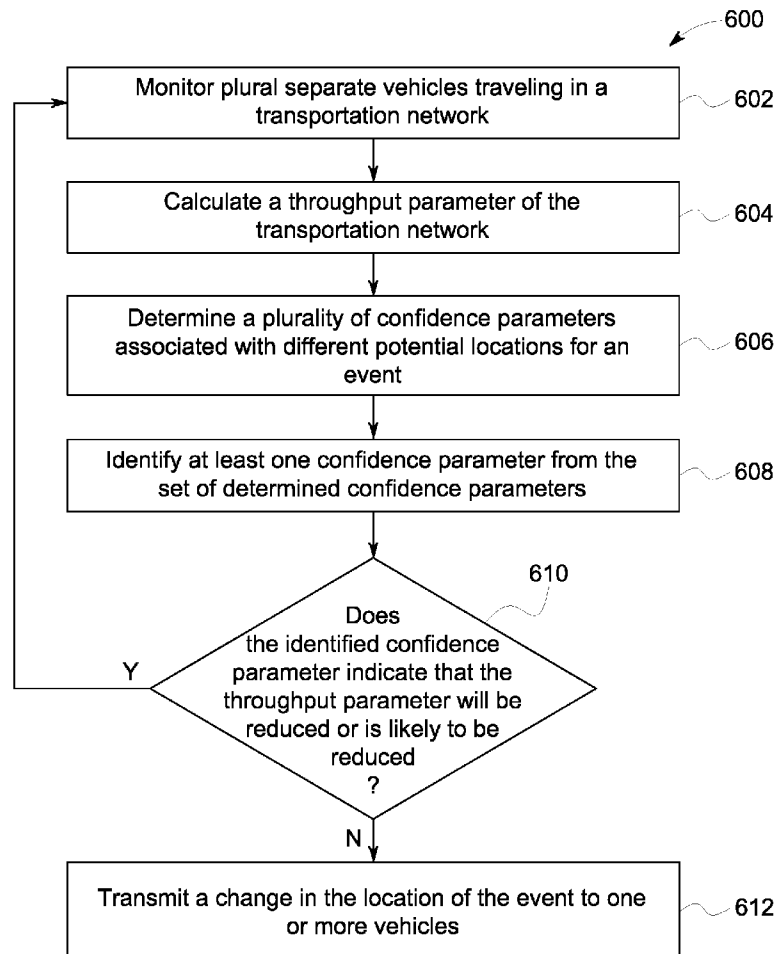 600
Monitor plural separate vehicles traveling in a
transportation network
602
Calculate a throughput parameter of the
transportation network
604
Determine a plurality of confidence parameters
associated with different potential locations for an
event
606
Identify at least one confidence parameter from the
set of determined confidence parameters
608
610
Does
the identified confidence
parameter indicate that the
throughput parameter will be
reduced or is likely to be
reduced
?
Y
N
Transmit a change in the location of the event to one
or more vehicles
612